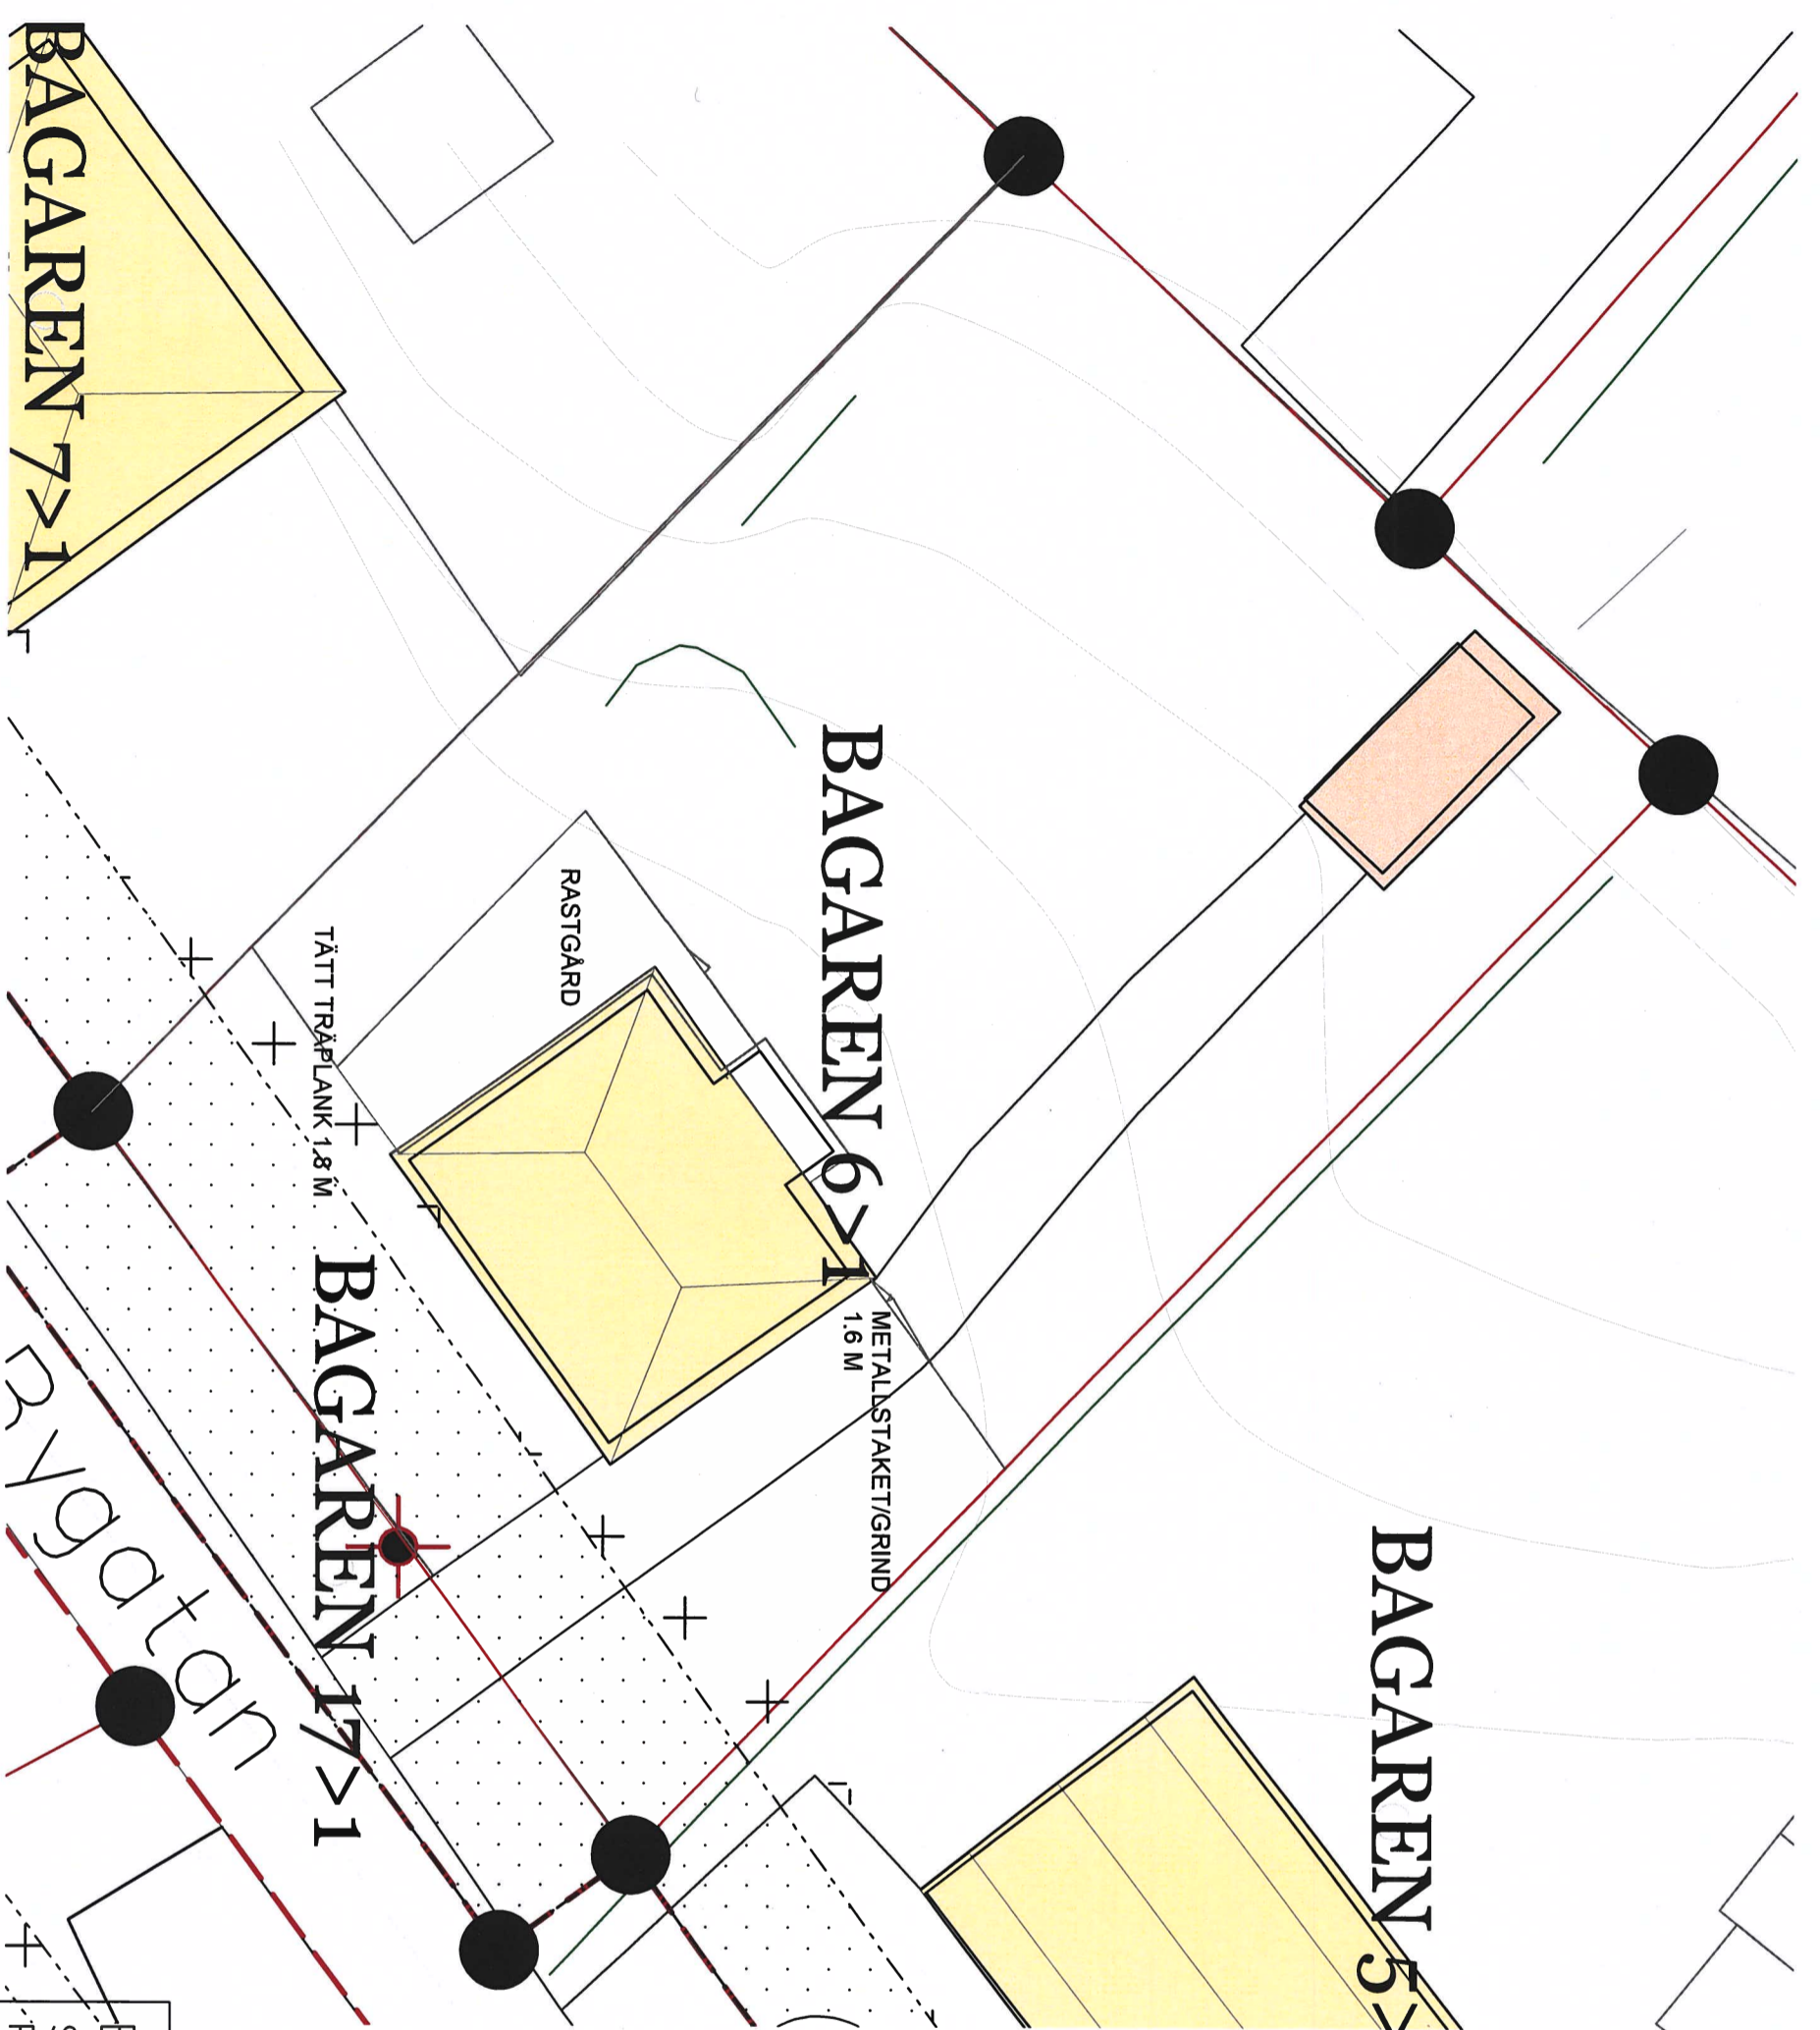 BAGAREN 7>1
BAGAREN 6>1
RASTGÅRD
TÄTT TRÄPLANK 1.8 M
METALLSTAKET/GRIND
1.6 M
BAGAREN 17>1
BAGAREN 5>
Rygatan